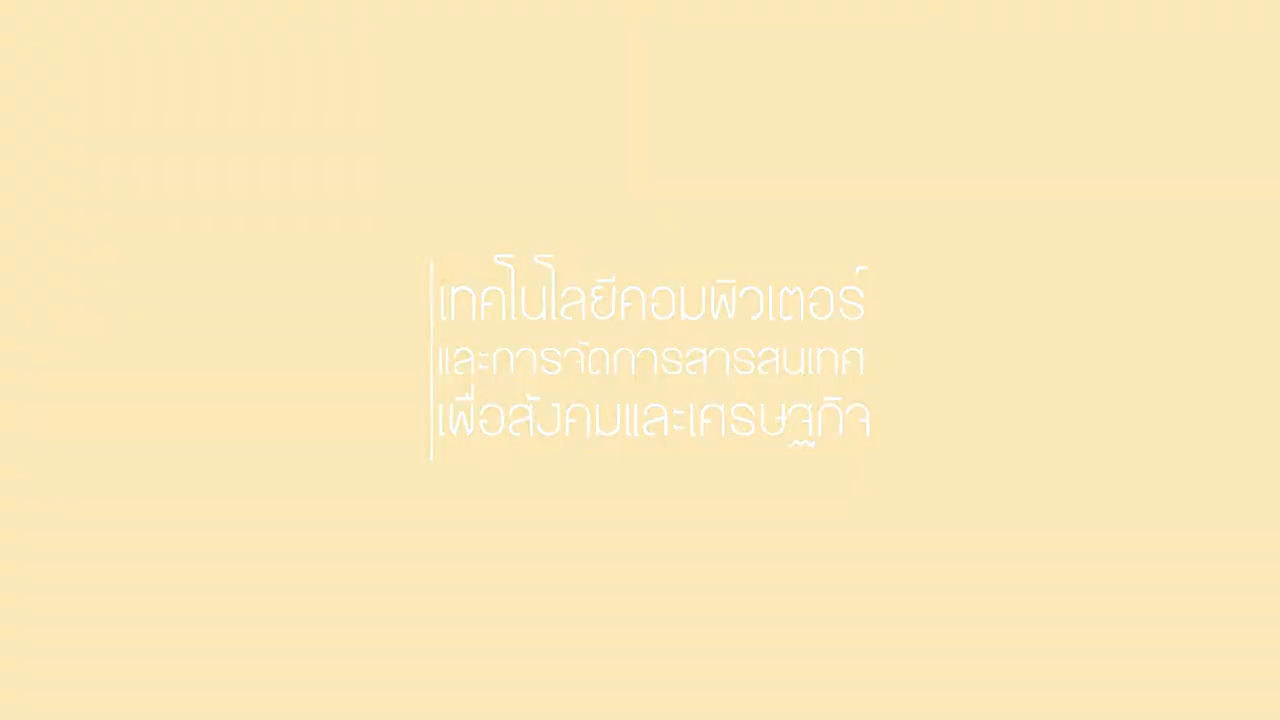 เทคโนโลยีคอมพิวเตอร์
และการจัดการสารสนเทศ
เพื่อสังคมและเศรษฐกิจ